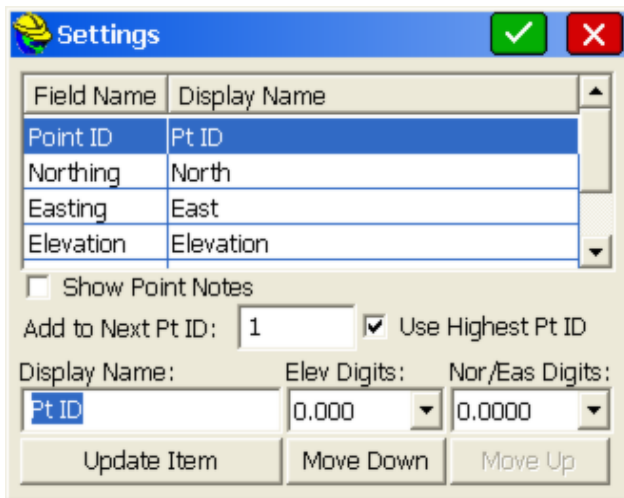 Settings
Field Name Display Name
Point ID Pt ID
Northing North
Easting East
Elevation Elevation
Show Point Notes
Add to Next Pt ID: 1 Use Highest Pt ID
Display Name: Elev Digits: Nor/Eas Digits:
Pt ID 0.000 0.0000
Update Item Move Down Move Up